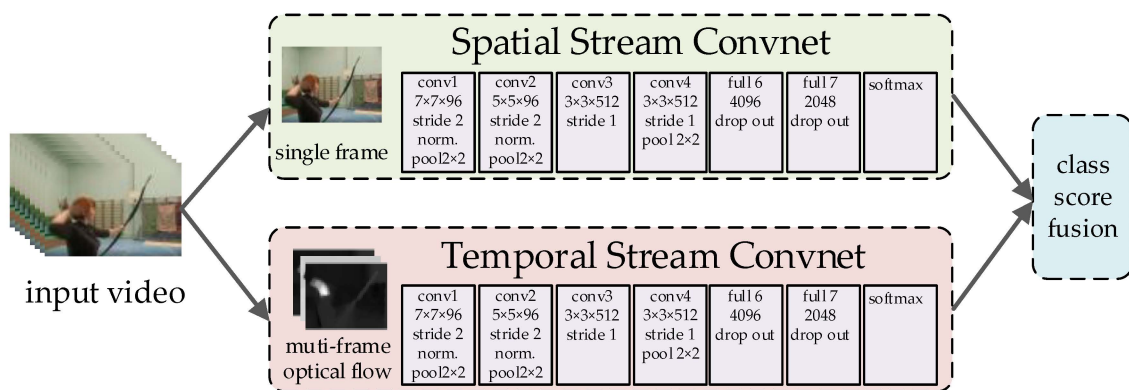 Spatial Stream Convnet
single frame
conv1
7×7×96
stride 2
norm.
pool2×2
conv2
5×5×96
stride 2
norm.
pool2×2
conv3
3×3×512
stride 1
conv4
3×3×512
stride 1
pool 2×2
full 6
4096
drop out
full 7
2048
drop out
softmax
input video
Temporal Stream Convnet
muti-frame
optical flow
conv1
7×7×96
stride 2
norm.
pool2×2
conv2
5×5×96
stride 2
norm.
pool2×2
conv3
3×3×512
stride 1
conv4
3×3×512
stride 1
pool 2×2
full 6
4096
drop out
full 7
2048
drop out
softmax
class
score
fusion